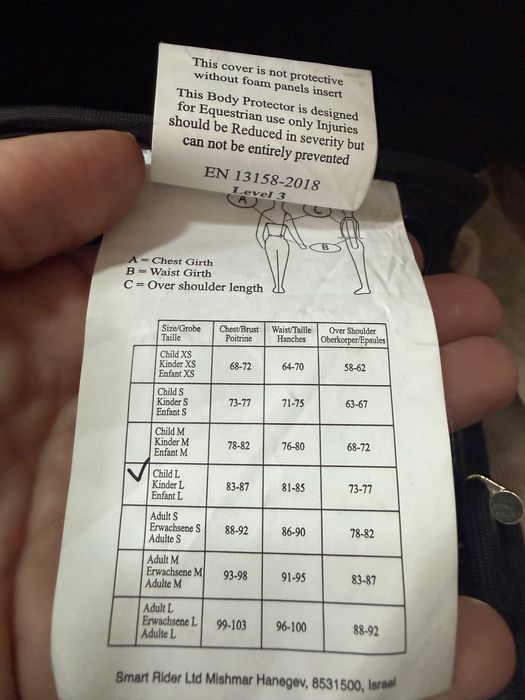 This cover is not protective
without foam panels insert
This Body Protector is designed
for Equestrian use only Injuries
should be Reduced in severity but
can not be entirely prevented
EN 13158-2018
Level 3
A C
B
A = Chest Girth
B = Waist Girth
C = Over shoulder length
Size/Grobe Chest/Brust Waist/Taille Over Shoulder
Taille Poitrine Hanches Oberkorper/Epaules
Child XS
Kinder XS 68-72 64-70 58-62
Enfant XS
Child S
Kinder S 73-77 71-75 63-67
Enfant S
Child M
Kinder M 78-82 76-80 68-72
Enfant M
Child L
Kinder L 83-87 81-85 73-77
Enfant L
Adult S
Erwachsene S 88-92 86-90 78-82
Adulte S
Adult M
Erwachsene M 93-98 91-95 83-87
Adulte M
Adult L
Erwachsene L 99-103 96-100 88-92
Adulte L
Smart Rider Ltd Mishmar Hanegev, 8531500, Israel